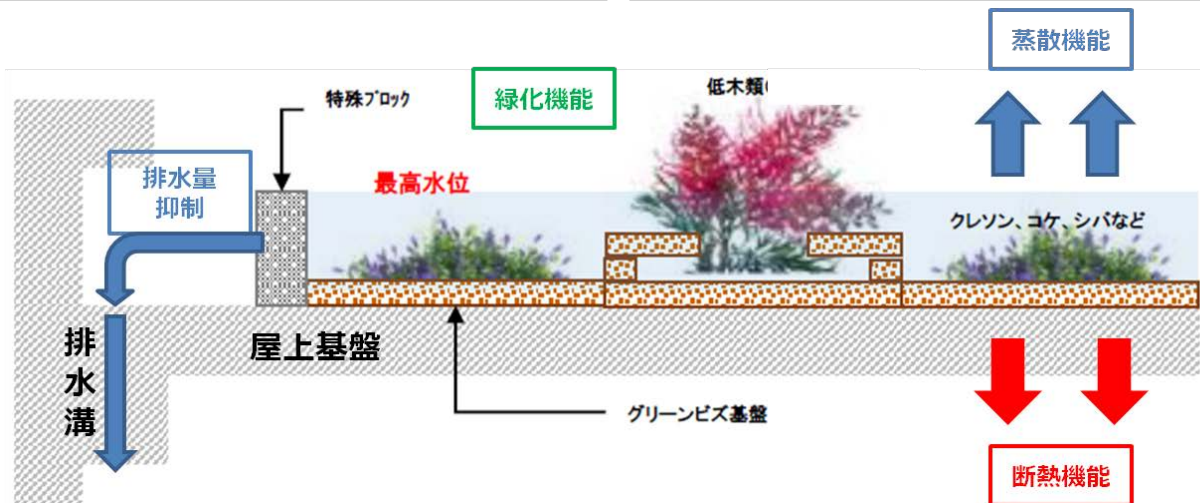 蒸散機能
特殊ブロック
緑化機能
低木類
排水量
抑制
最高水位
クレソン、コケ、シバなど
排水溝
屋上基盤
グリーンビズ基盤
断熱機能